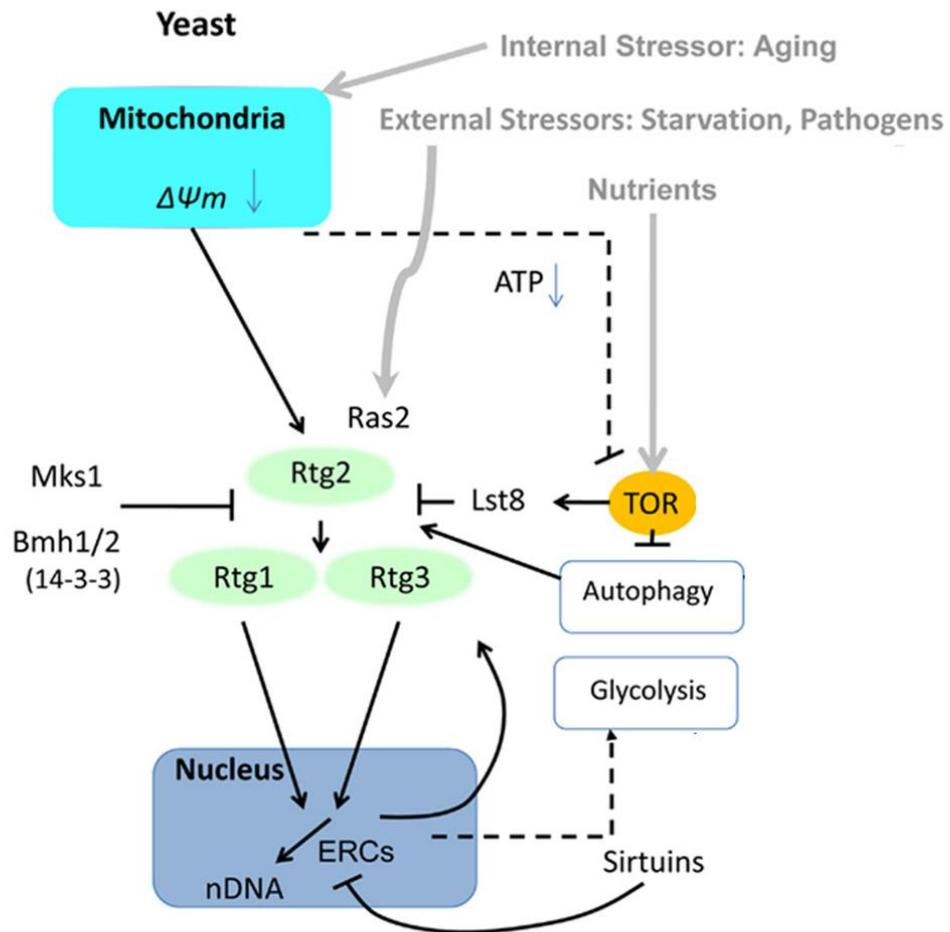 Yeast
Internal Stressor: Aging
Mitochondria
External Stressors: Starvation, Pathogens
ΔΨm
Nutrients
ATP
Ras2
Rtg2
Mks1
Lst8
TOR
Bmh1/2
(14-3-3)
Rtg1
Rtg3
Autophagy
Glycolysis
Nucleus
ERCs
nDNA
Sirtuins